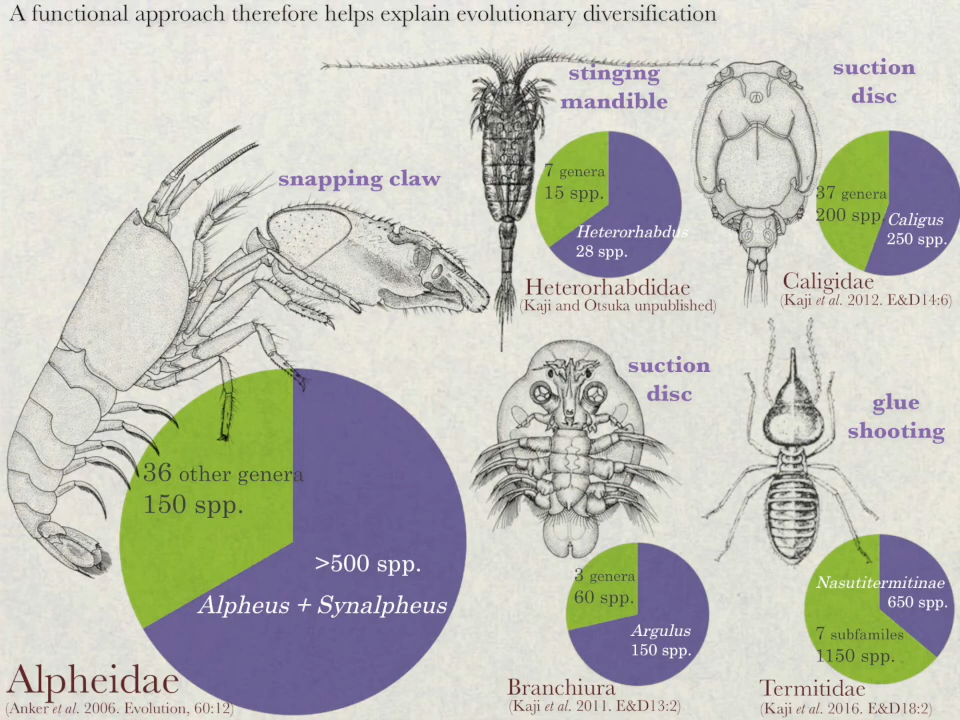 A functional approach therefore helps explain evolutionary diversification
snapping claw
36 other genera
150 spp.
>500 spp.
Alpheus + Synalpheus
Alpheidae
(Anker et al. 2006. Evolution, 60:12)
stinging
mandible
7 genera
15 spp.
Heterorhabdus
28 spp.
Heterorhabdidae
(Kaji and Otsuka unpublished)
suction
disc
37 genera
200 spp.
Caligus
250 spp.
Caligidae
(Kaji et al. 2012. E&D14:6)
suction
disc
3 genera
60 spp.
Argulus
150 spp.
Branchiura
(Kaji et al. 2011. E&D13:2)
glue
shooting
Nasutitermitinae
650 spp.
7 subfamiles
1150 spp.
Termitidae
(Kaji et al. 2016. E&D18:2)